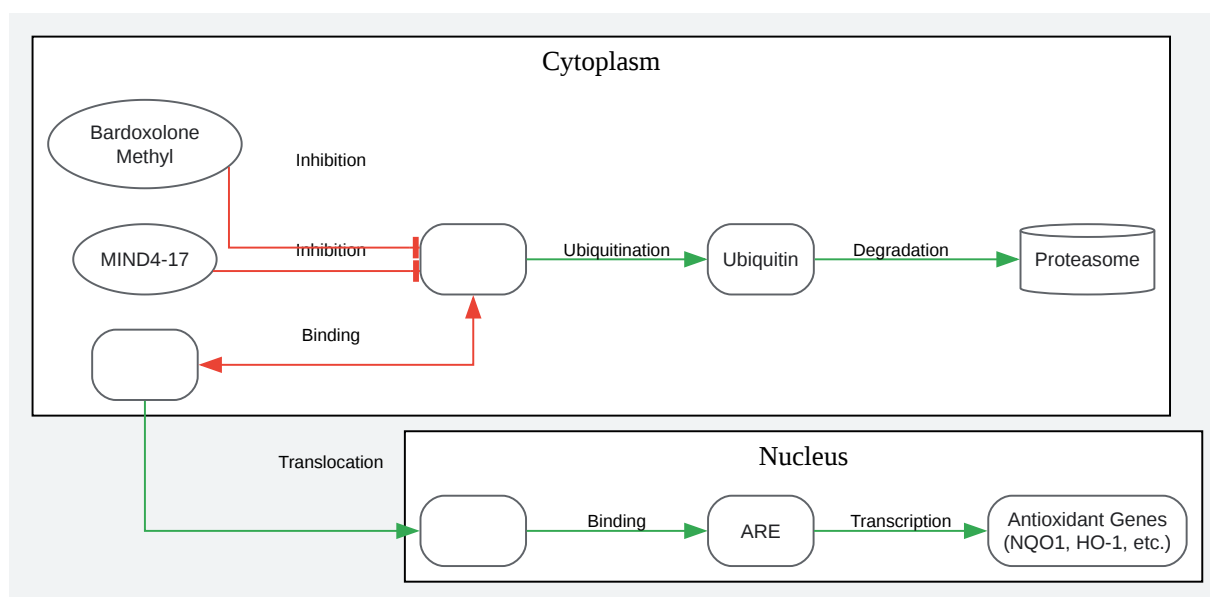 Cytoplasm
Bardoxolone
Methyl
Inhibition
MIND4-17
Inhibition
Ubiquitination
Ubiquitin
Degradation
Proteasome
Binding
Translocation
Nucleus
Binding
ARE
Transcription
Antioxidant Genes
(NQO1, HO-1, etc.)